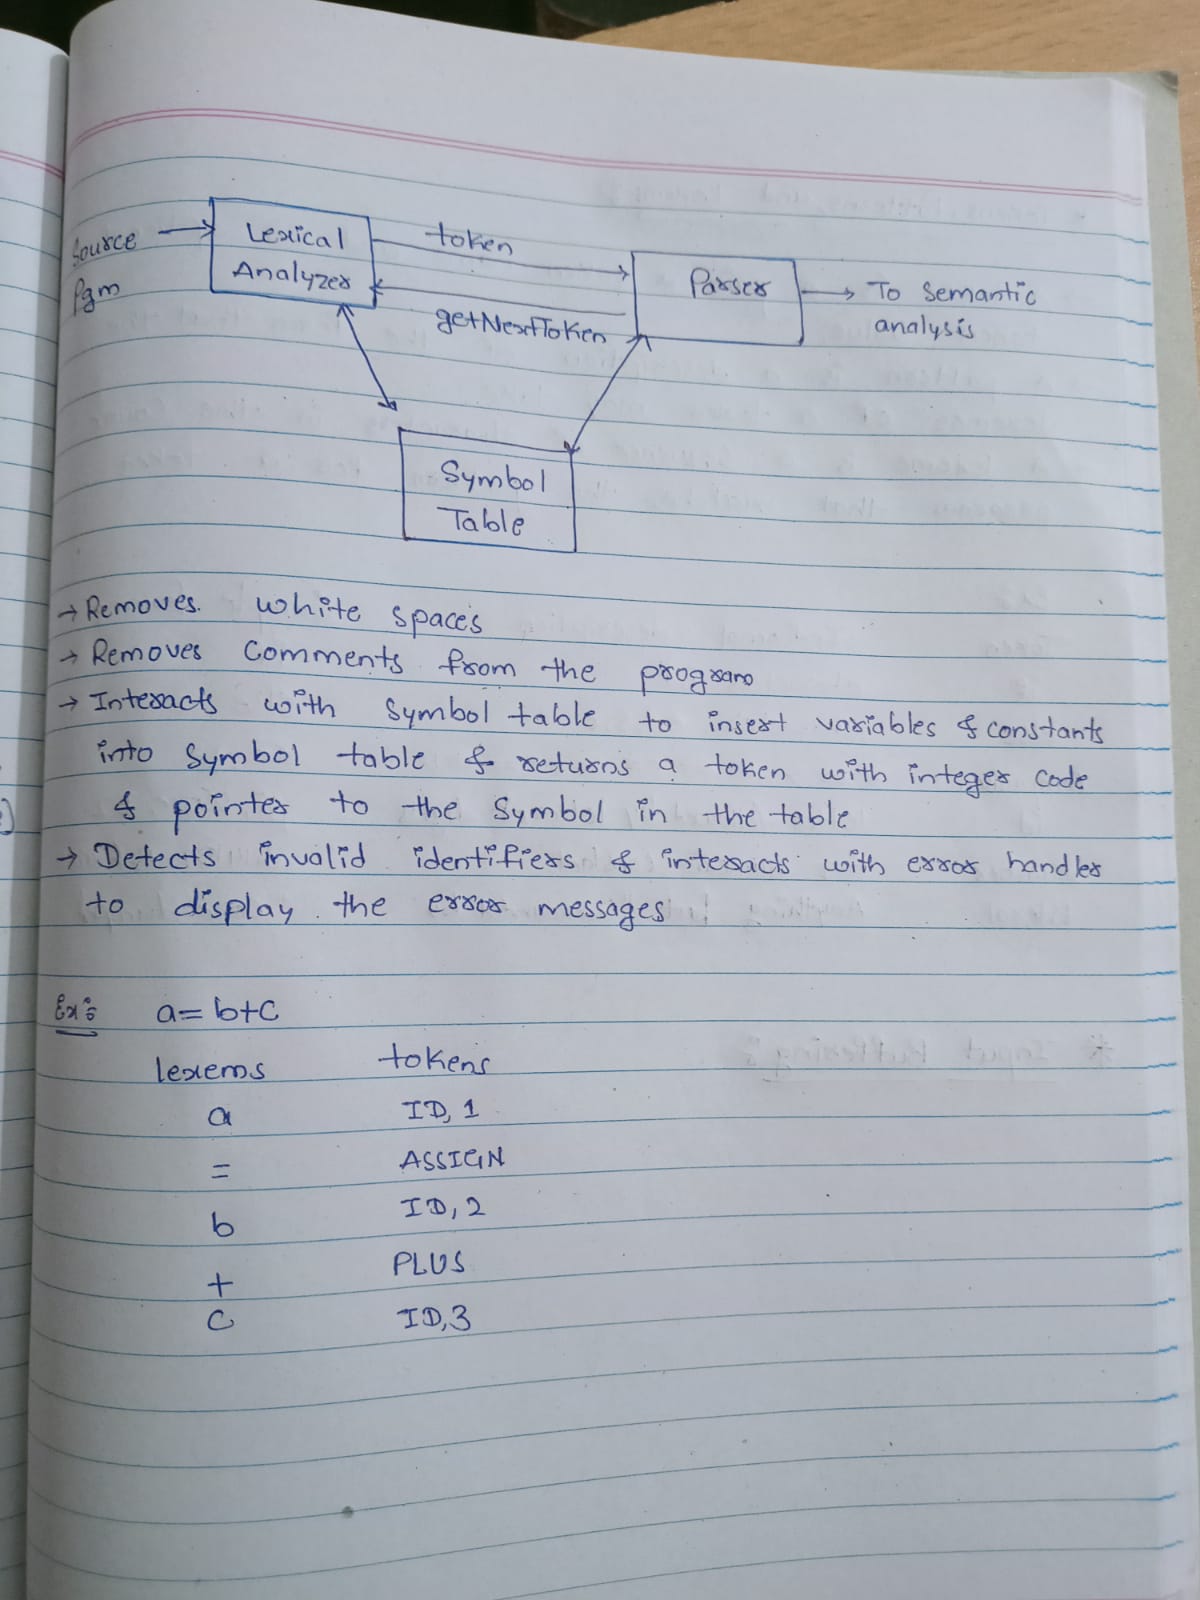 Source
Pgm
Lexical
Analyzer
token
getNextToken
Parser
To Semantic
analysis
Symbol
Table
→ Removes. white spaces
→ Removes Comments from the program
→ Interacts with Symbol table to insert variables & constants
into Symbol table & returns a token with integer Code
& pointer to the Symbol in the table
→ Detects invalid identifiers & interacts with error handler
to display the error messages
Ex:
a= b+c
lexems tokens
a ID, 1
= ASSIGN
b ID, 2
+ PLUS
c ID,3